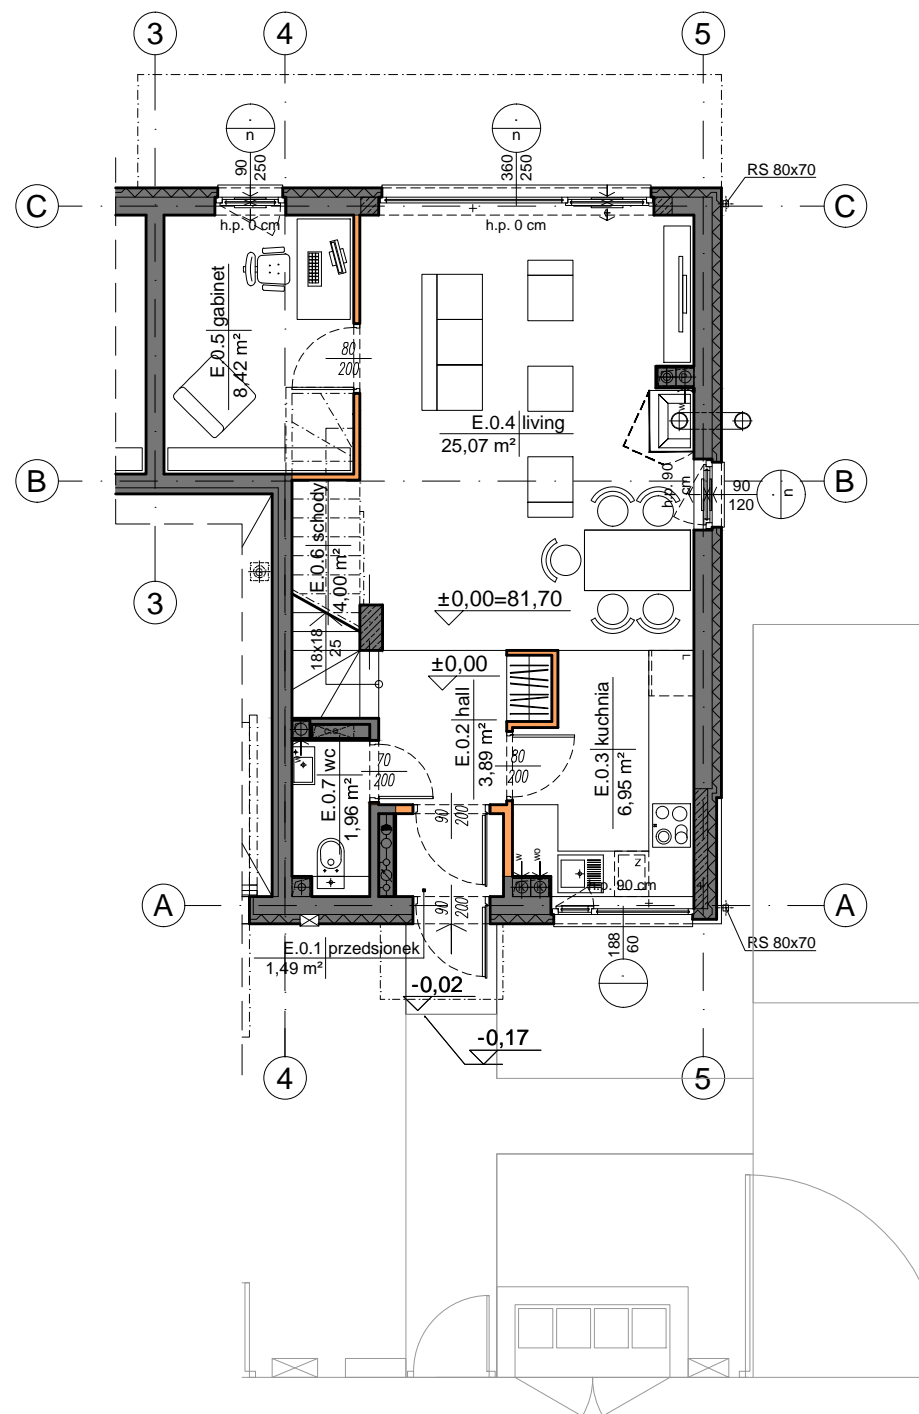 3
4
5
n
n
90
250
360
250
RS 80x70
C
C
h.p. 0 cm
h.p. 0 cm
E.0.5 gabinet
8,42 m²
80
200
w
E.0.4 living
25,07 m²
B
B
h.p. 90 cm
90
120
n
E.0.6 schody
4,00 m²
3
±0,00=81,70
18x18
25
±0,00
L
E.0.2 hall
3,89 m²
E.0.3 kuchnia
6,95 m²
E.0.7 wc
1,96 m²
70
200
80
200
90
200
w
wo
Z
h.p. 90 cm
A
A
90
200
E.0.1 przedsionek
1,49 m²
188
60
RS 80x70
-0,02
-0,17
4
5